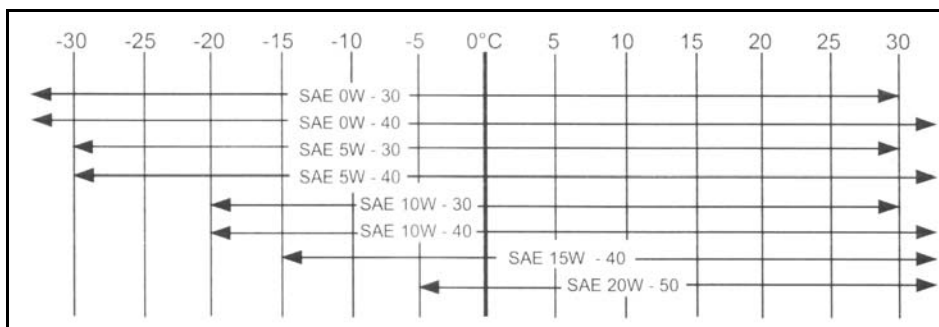 -30 -20 -15 -10 -5 0°C 5 10 15 20 25 30
SAE 0W - 30
SAE 0W - 40
SAE 5W - 30
SAE 5W - 40
SAE 10W - 30
SAE 10W - 40
SAE 15W - 40
SAE 20W - 50